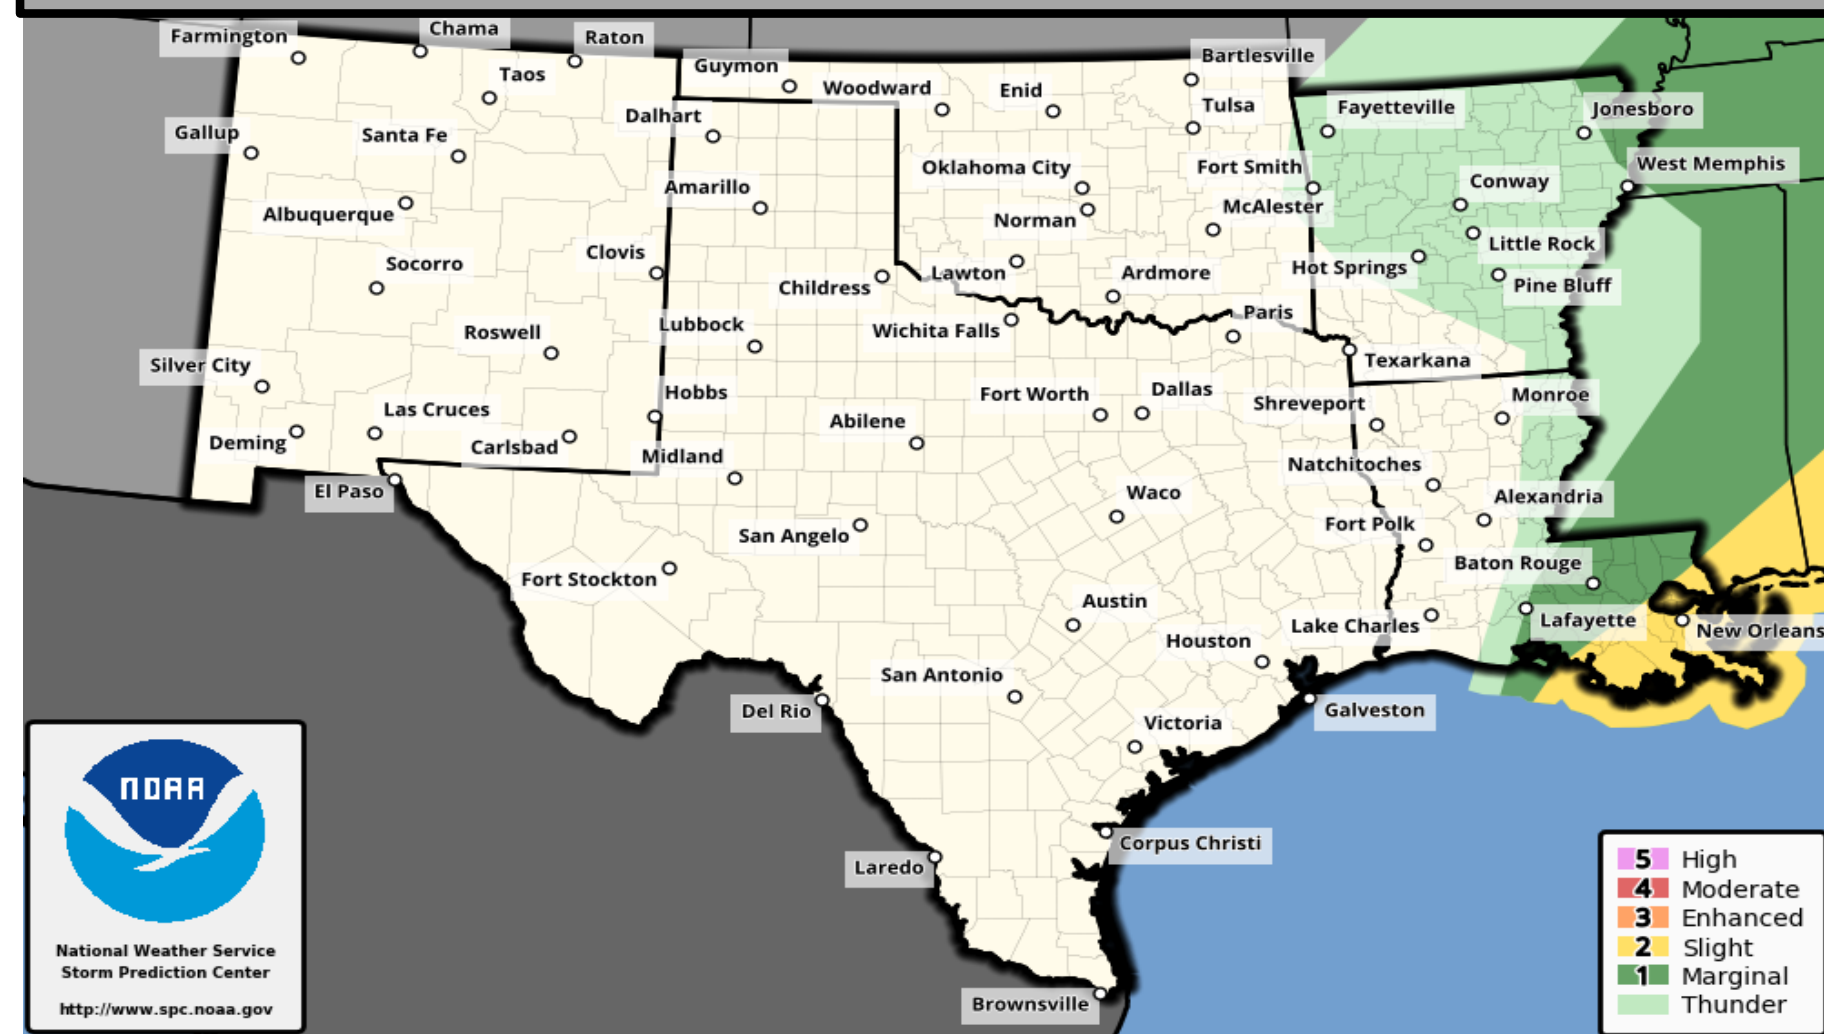 Farmington
Chama
Raton
Taos
Guymon
Woodward
Enid
Bartlesville
Tulsa
Fayetteville
Jonesboro
Dalhart
Gallup
Santa Fe
Oklahoma City
Fort Smith
Conway
West Memphis
Amarillo
Albuquerque
Norman
McAlester
Little Rock
Socorro
Clovis
Childress
Lawton
Ardmore
Hot Springs
Pine Bluff
Roswell
Lubbock
Wichita Falls
Paris
Texarkana
Silver City
Hobbs
Fort Worth
Dallas
Shreveport
Monroe
Las Cruces
Deming
Carlsbad
Midland
Abilene
Natchitoches
El Paso
San Angelo
Waco
Alexandria
Fort Polk
Fort Stockton
Baton Rouge
Austin
Houston
Lake Charles
Lafayette
New Orleans
San Antonio
Del Rio
Victoria
Galveston
Laredo
Corpus Christi
Brownsville
NOAA
National Weather Service
Storm Prediction Center
http://www.spc.noaa.gov
5 High
4 Moderate
3 Enhanced
2 Slight
1 Marginal
Thunder